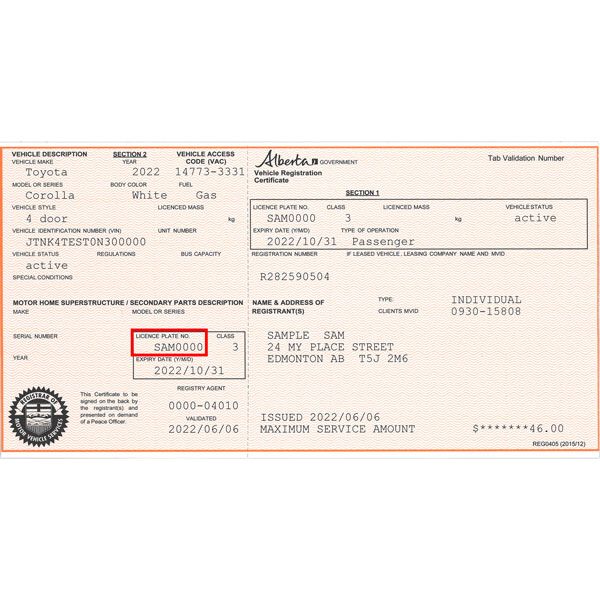 VEHICLE DESCRIPTION SECTION 2 VEHICLE ACCESS CODE (VAC)
VEHICLE MAKE YEAR
Toyota 2022 14773-3331
MODEL OR SERIES BODY COLOR FUEL
Corolla White Gas
VEHICLE STYLE LICENCED MASS
4 door kg
VEHICLE IDENTIFICATION NUMBER (VIN) UNIT NUMBER
JTNK4TEST0N300000
VEHICLE STATUS REGULATIONS BUS CAPACITY
active
SPECIAL CONDITIONS
MOTOR HOME SUPERSTRUCTURE / SECONDARY PARTS DESCRIPTION
MAKE MODEL OR SERIES
SERIAL NUMBER LICENCE PLATE NO. CLASS
SAM0000 3
YEAR EXPIRY DATE (Y/M/D)
2022/10/31
REGISTRY AGENT
0000-04010
VALIDATED
2022/06/06
REGISTRAR OF MOTOR VEHICLE SERVICES
This Certificate to be
signed on the back by
the registrant(s) and
presented on demand
of a Peace Officer.
Alberta GOVERNMENT
Tab Validation Number
Vehicle Registration
Certificate
SECTION 1
LICENCE PLATE NO. CLASS LICENCED MASS VEHICLE STATUS
SAM0000 3 kg active
EXPIRY DATE (Y/M/D) TYPE OF OPERATION
2022/10/31 Passenger
REGISTRATION NUMBER IF LEASED VEHICLE, LEASING COMPANY NAME AND MVID
R282590504
NAME & ADDRESS OF
REGISTRANT(S)
TYPE: INDIVIDUAL
CLIENTS MVID 0930-15808
SAMPLE SAM
24 MY PLACE STREET
EDMONTON AB T5J 2M6
ISSUED 2022/06/06
MAXIMUM SERVICE AMOUNT $*******46.00
REG0405 (2015/12)